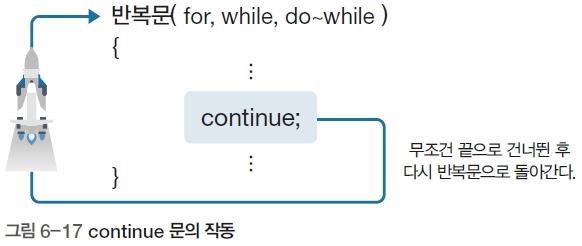 반복문( for, while, do~while )
{
⋮
continue;
⋮
}
무조건 끝으로 건너뛴 후
다시 반복문으로 돌아간다.
그림 6-17 continue 문의 작동